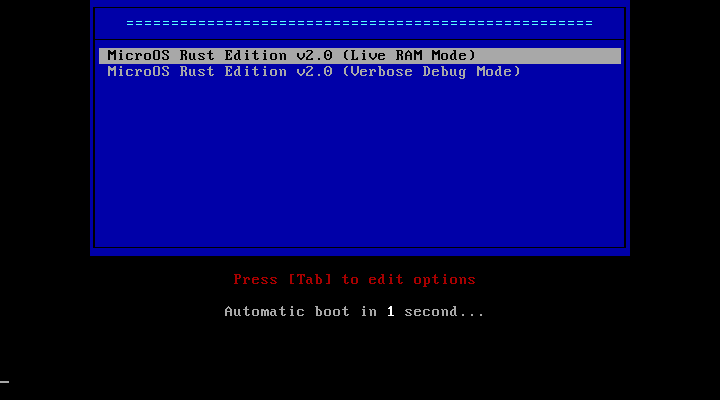 ====================================================
MicroOS Rust Edition v2.0 (Live RAM Mode)
MicroOS Rust Edition v2.0 (Verbose Debug Mode)
Press [Tab] to edit options
Automatic boot in 1 second...